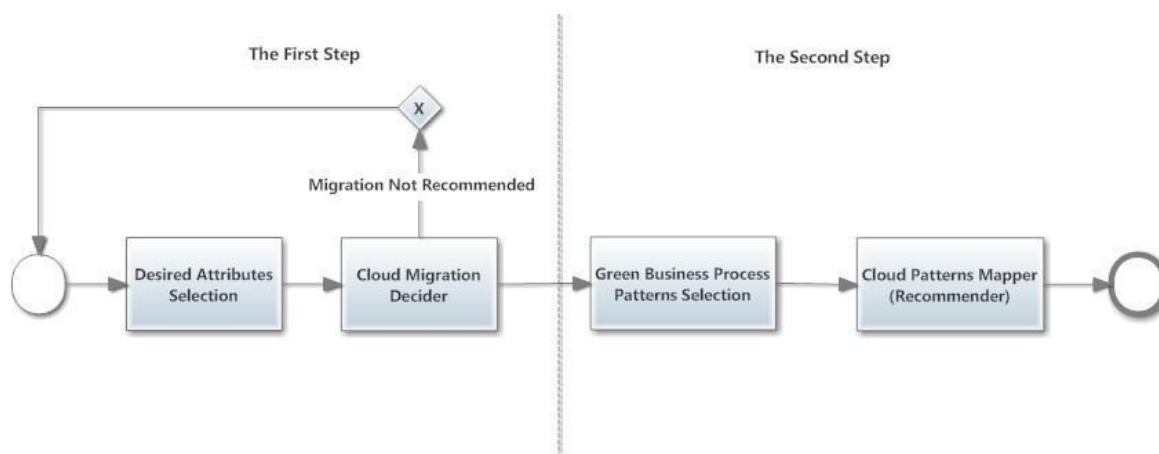 The First Step
The Second Step
X
Migration Not Recommended
Desired Attributes
Selection
Cloud Migration
Decider
Green Business Process
Patterns Selection
Cloud Patterns Mapper
(Recommender)